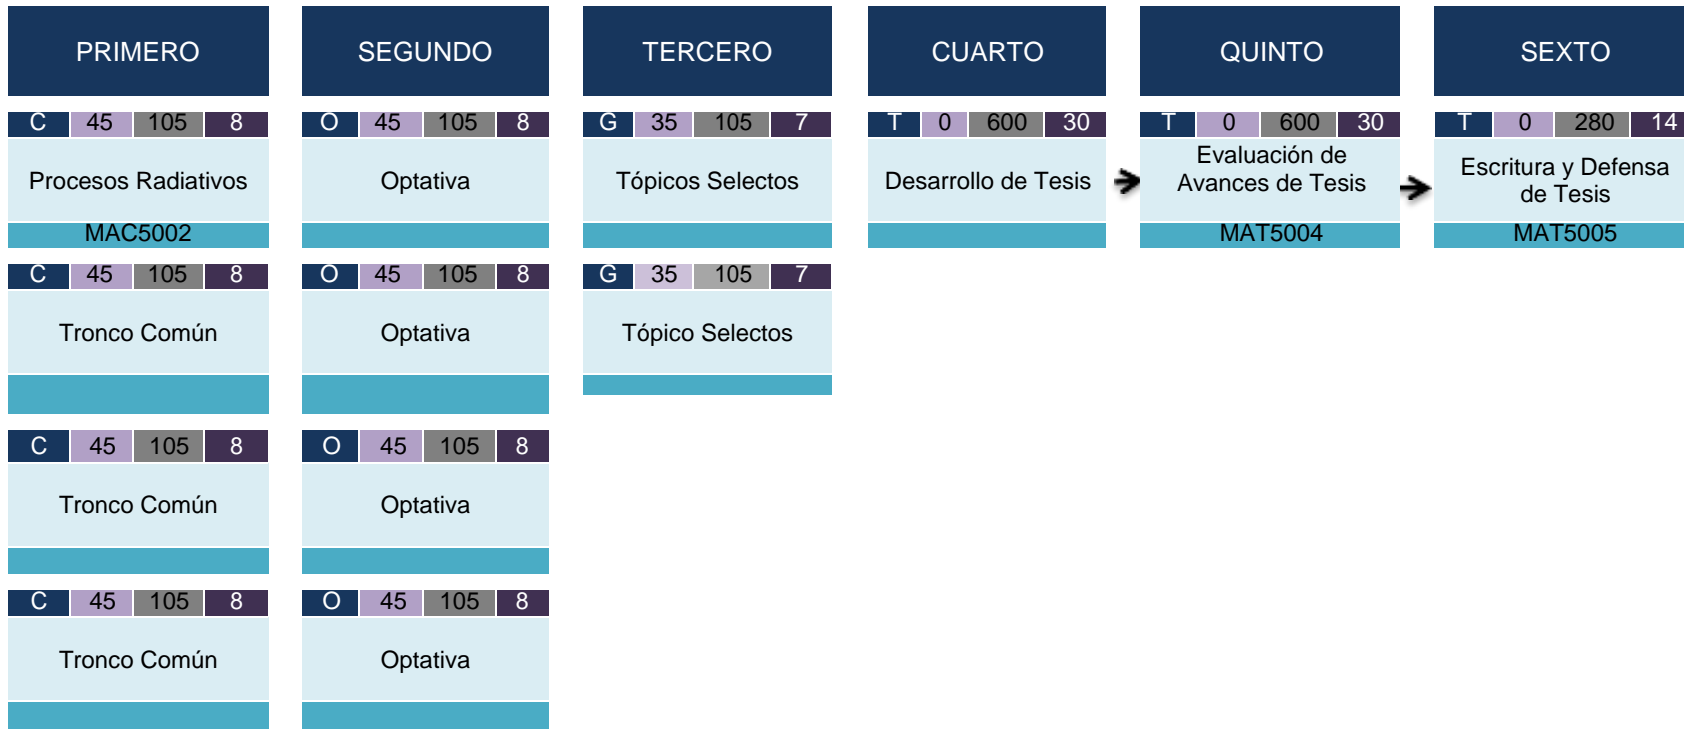 PRIMERO SEGUNDO TERCERO CUARTO QUINTO SEXTO
C 45 105 8 O 45 105 8 G 35 105 7 T 0 600 30 T 0 600 30 T 0 280 14
Procesos Radiativos
Optativa
Tópicos Selectos
Desarrollo de Tesis
Evaluación de
Avances de Tesis
Escritura y Defensa
de Tesis
MAC5002 MAT5004 MAT5005
C 45 105 8 O 45 105 8 G 35 105 7
Tronco Común Optativa Tópico Selectos
C 45 105 8 O 45 105 8
Tronco Común Optativa
C 45 105 8 O 45 105 8
Tronco Común Optativa